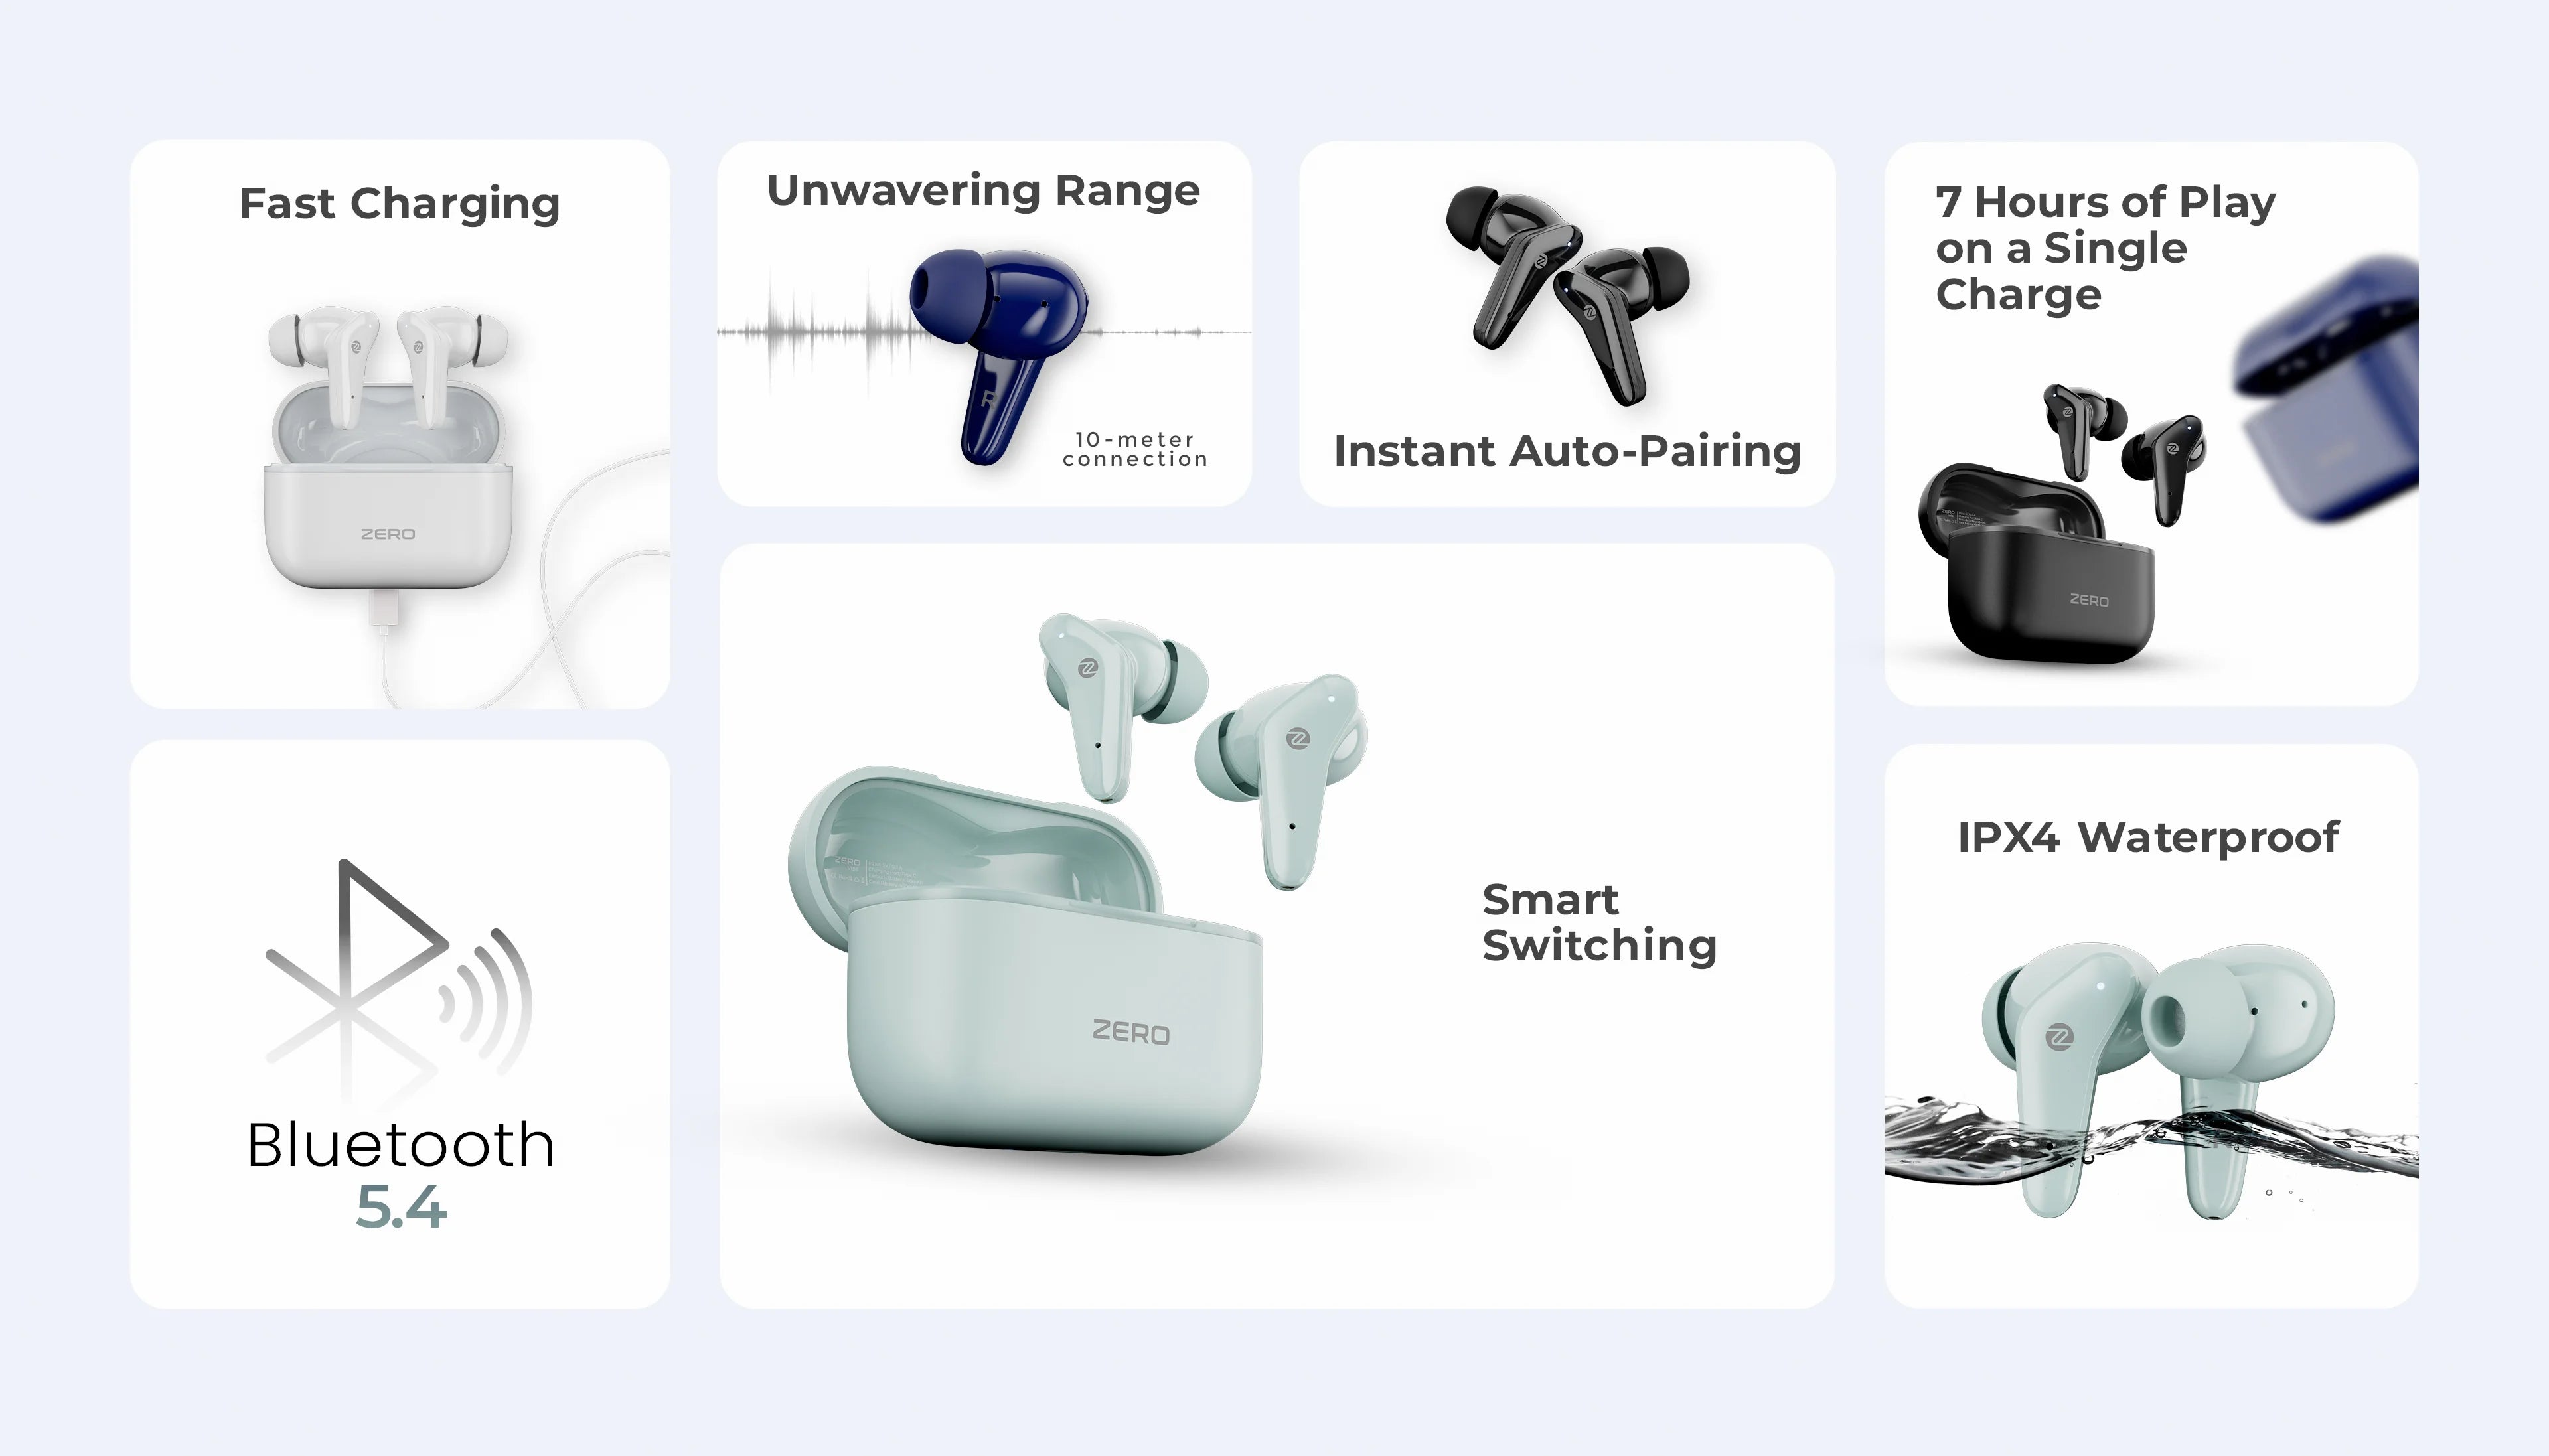 Fast Charging
ZERO
Unwavering Range
R
10-meter
connection
Instant Auto-Pairing
7 Hours of Play
on a Single
Charge
ZERO
Bluetooth
5.4
ZERO
ZERO
Smart
Switching
IPX4 Waterproof